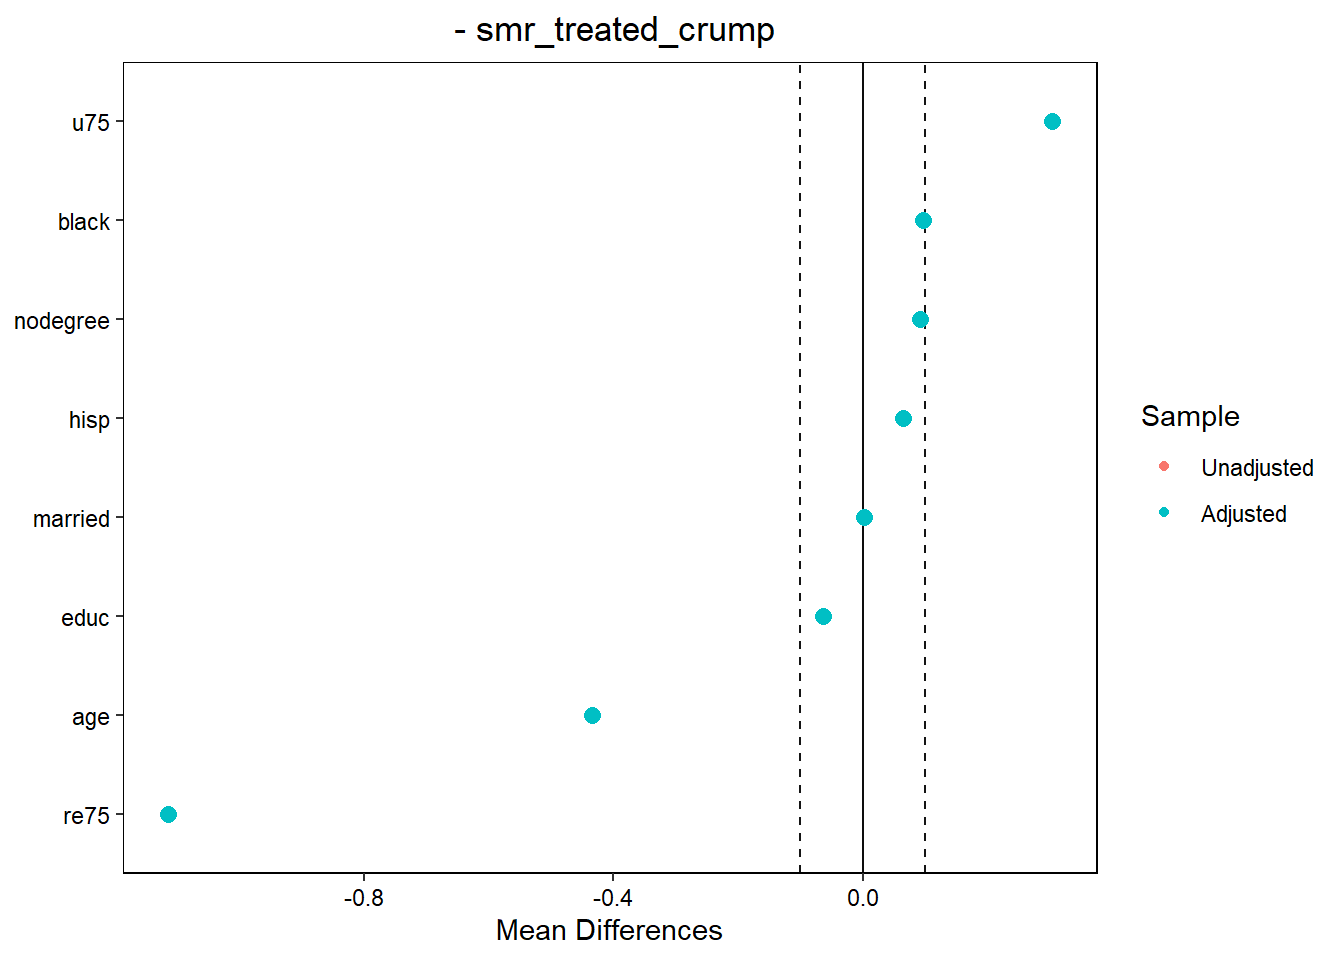 - smr_treated_crump
u75
black
nodegree
hisp
married
educ
age
re75
-0.8
-0.4
0.0
Mean Differences
Sample
Unadjusted
Adjusted